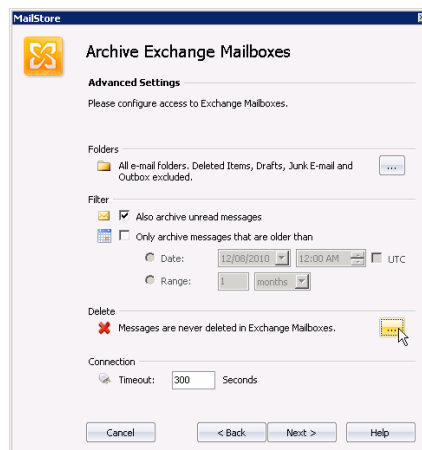 MailStore
Archive Exchange Mailboxes
Advanced Settings
Please configure access to Exchange Mailboxes.
Folders
All e-mail folders. Deleted Items, Drafts, Junk E-mail and
Outbox excluded.
...
Filter
Also archive unread messages
Only archive messages that are older than
Date: 12/08/2010 12:00 AM UTC
Range: 1 months
Delete
Messages are never deleted in Exchange Mailboxes. ...
Connection
Timeout: 300 Seconds
Cancel < Back Next > Help